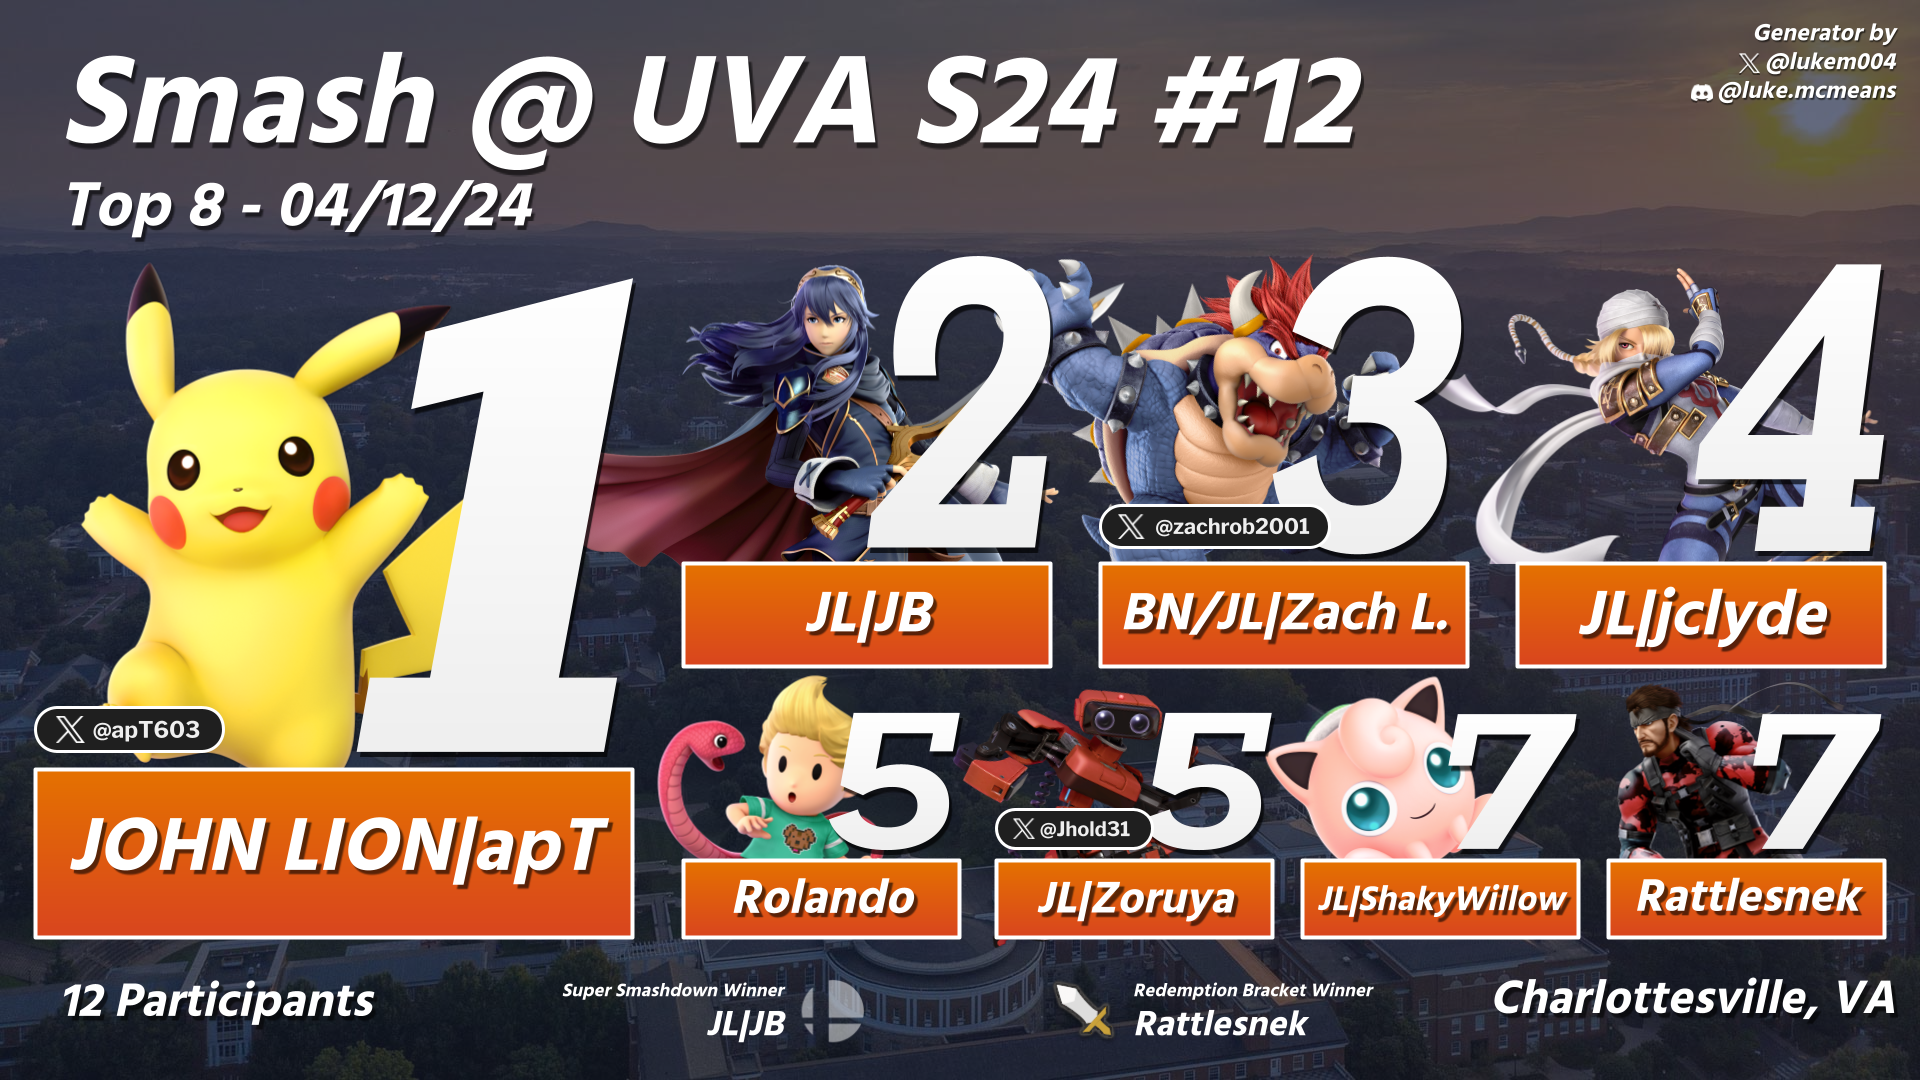 Smash @ UVA S24 #12
Top 8 - 04/12/24
Generator by
@lukem004
@luke.mcmeans
1
@apT603
JOHN LION|apT
2
JL|JB
3
@zachrob2001
BN/JL|Zach L.
4
JL|jclyde
5
Rolando
5
@Jhold31
JL|Zoruya
7
JL|ShakyWillow
7
Rattlesnek
12 Participants
Super Smashdown Winner
JL|JB
Redemption Bracket Winner
Rattlesnek
Charlottesville, VA